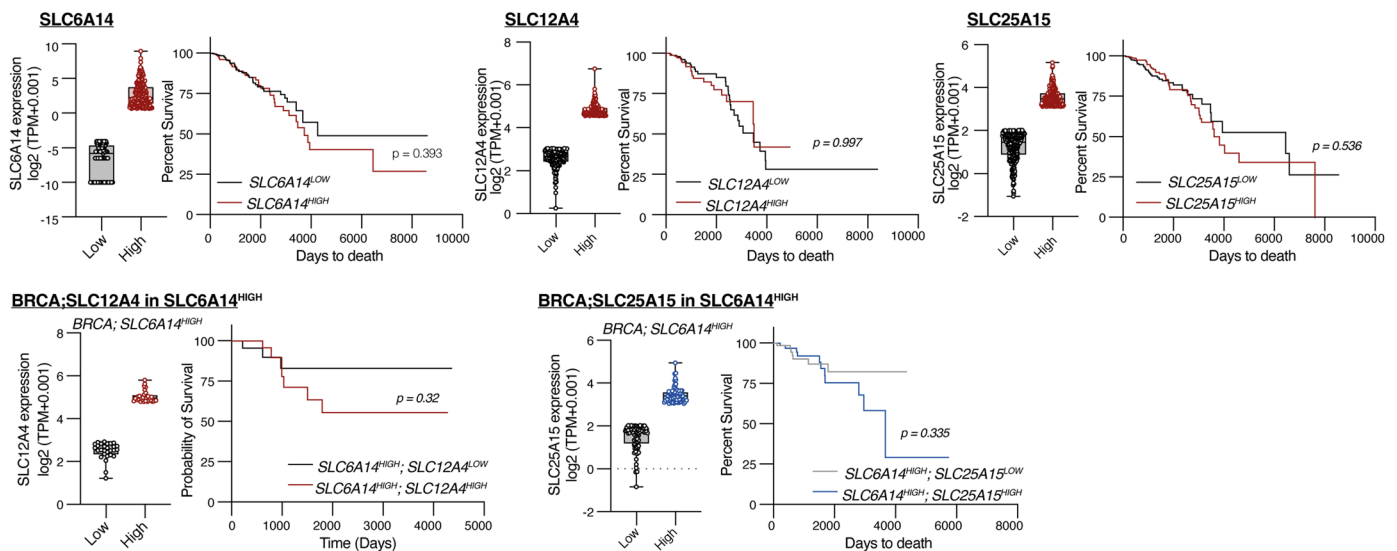 SLC6A14
SLC6A14 expression
log2 (TPM+0.001)
10
5
0
-5
-10
-15
Low
High
Percent Survival
100
75
50
25
0
p = 0.393
SLC6A14LOW
SLC6A14HIGH
0
2000
4000
6000
8000
10000
Days to death
SLC12A4
SLC12A4 expression
log2 (TPM+0.001)
8
6
4
2
0
Low
High
Percent Survival
100
75
50
25
0
p = 0.997
SLC12A4LOW
SLC12A4HIGH
0
2000
4000
6000
8000
10000
Days to death
SLC25A15
SLC25A15 expression
log2 (TPM+0.001)
6
4
2
0
-2
Low
High
Percent Survival
100
75
50
25
0
p = 0.536
SLC25A15LOW
SLC25A15HIGH
0
2000
4000
6000
8000
10000
Days to death
BRCA;SLC12A4 in SLC6A14HIGH
BRCA; SLC6A14HIGH
SLC12A4 expression
log2 (TPM+0.001)
8
6
4
2
0
Low
High
Probability of Survival
100
75
50
25
0
p = 0.32
SLC6A14HIGH; SLC12A4LOW
SLC6A14HIGH; SLC12A4HIGH
0
1000
2000
3000
4000
5000
Time (Days)
BRCA;SLC25A15 in SLC6A14HIGH
BRCA; SLC6A14HIGH
SLC25A15 expression
log2 (TPM+0.001)
6
4
2
0
-2
Low
High
Percent Survival
100
75
50
25
0
p = 0.335
SLC6A14HIGH; SLC25A15LOW
SLC6A14HIGH; SLC25A15HIGH
0
2000
4000
6000
8000
Days to death